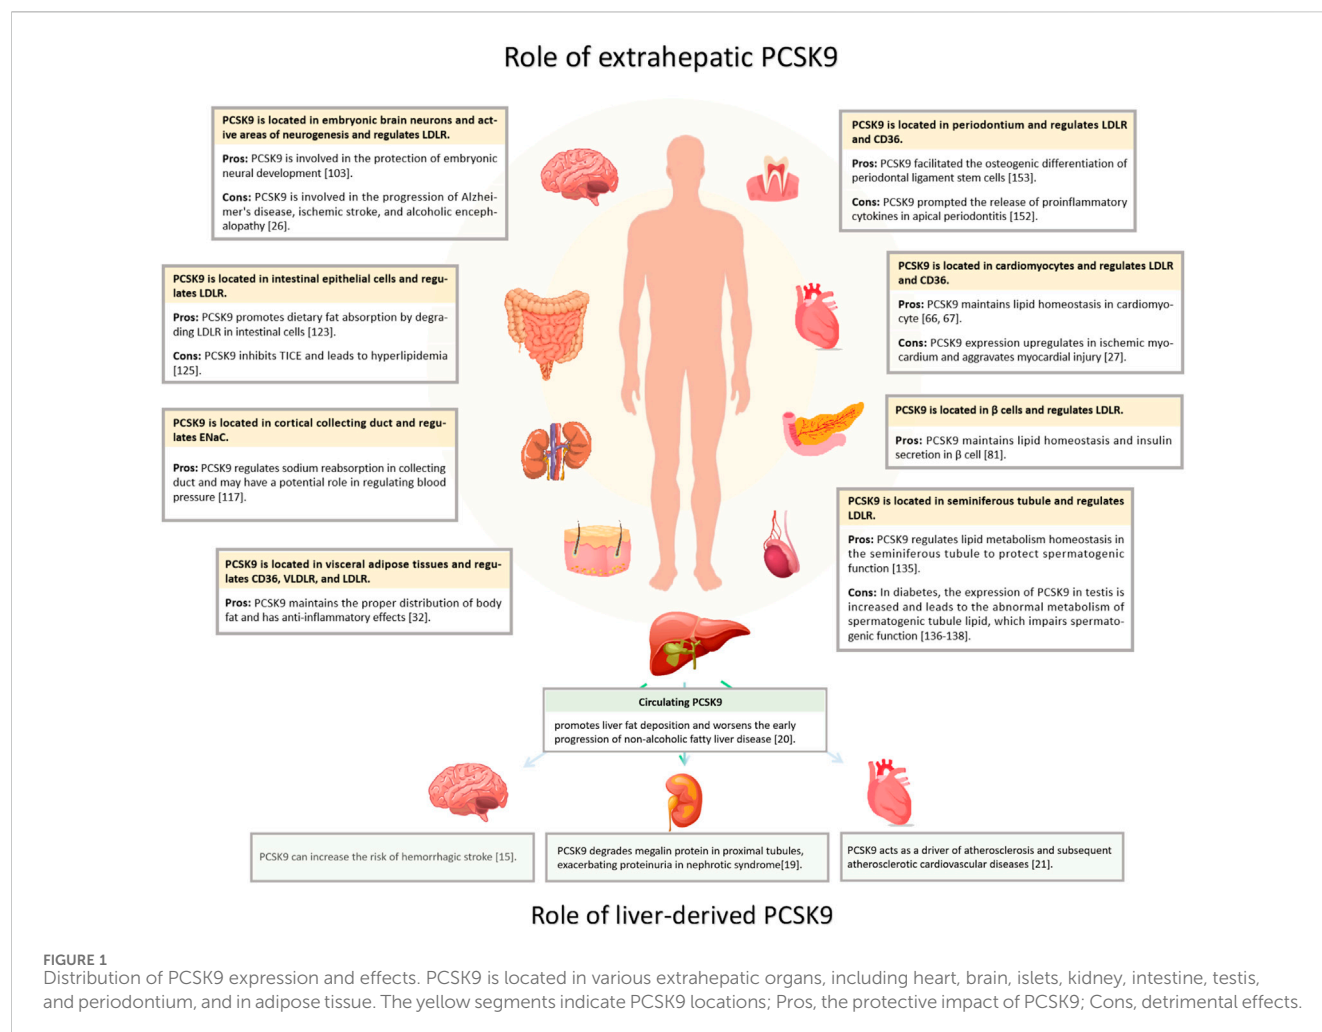 Role of extrahepatic PCSK9
PCSK9 is located in embryonic brain neurons and act-
ive areas of neurogenesis and regulates LDLR.
Pros: PCSK9 is involved in the protection of embryonic
neural development [103].
Cons: PCSK9 is involved in the progression of Alzhei-
mer's disease, ischemic stroke, and alcoholic enceph-
alopathy [26].
PCSK9 is located in intestinal epithelial cells and regu-
lates LDLR.
Pros: PCSK9 promotes dietary fat absorption by degra-
ding LDLR in intestinal cells [123].
Cons: PCSK9 inhibits TICE and leads to hyperlipidemia
[125].
PCSK9 is located in cortical collecting duct and regu-
lates ENaC.
Pros: PCSK9 regulates sodium reabsorption in collecting
duct and may have a potential role in regulating blood
pressure [117].
PCSK9 is located in visceral adipose tissues and regu-
lates CD36, VLDLR, and LDLR.
Pros: PCSK9 maintains the proper distribution of body
fat and has anti-inflammatory effects [32].
PCSK9 is located in periodontium and regulates LDLR
and CD36.
Pros: PCSK9 facilitated the osteogenic differentiation of
periodontal ligament stem cells [153].
Cons: PCSK9 prompted the release of proinflammatory
cytokines in apical periodontitis [152].
PCSK9 is located in cardiomyocytes and regulates LDLR
and CD36.
Pros: PCSK9 maintains lipid homeostasis in cardiomyo-
cyte [66, 67].
Cons: PCSK9 expression upregulates in ischemic myo-
cardium and aggravates myocardial injury [27].
PCSK9 is located in β cells and regulates LDLR.
Pros: PCSK9 maintains lipid homeostasis and insulin
secretion in β cell [81].
PCSK9 is located in seminiferous tubule and regulates
LDLR.
Pros: PCSK9 regulates lipid metabolism homeostasis in
the seminiferous tubule to protect spermatogenic
function [135].
Cons: In diabetes, the expression of PCSK9 in testis is
increased and leads to the abnormal metabolism of
spermatogenic tubule lipid, which impairs spermato-
genic function [136-138].
Circulating PCSK9
promotes liver fat deposition and worsens the early
progression of non-alcoholic fatty liver disease [20].
PCSK9 can increase the risk of hemorrhagic stroke [15].
PCSK9 degrades megalin protein in proximal tubules,
exacerbating proteinuria in nephrotic syndrome[19].
PCSK9 acts as a driver of atherosclerosis and subsequent
atherosclerotic cardiovascular diseases [21].
Role of liver-derived PCSK9
FIGURE 1
Distribution of PCSK9 expression and effects. PCSK9 is located in various extrahepatic organs, including heart, brain, islets, kidney, intestine, testis,
and periodontium, and in adipose tissue. The yellow segments indicate PCSK9 locations; Pros, the protective impact of PCSK9; Cons, detrimental effects.